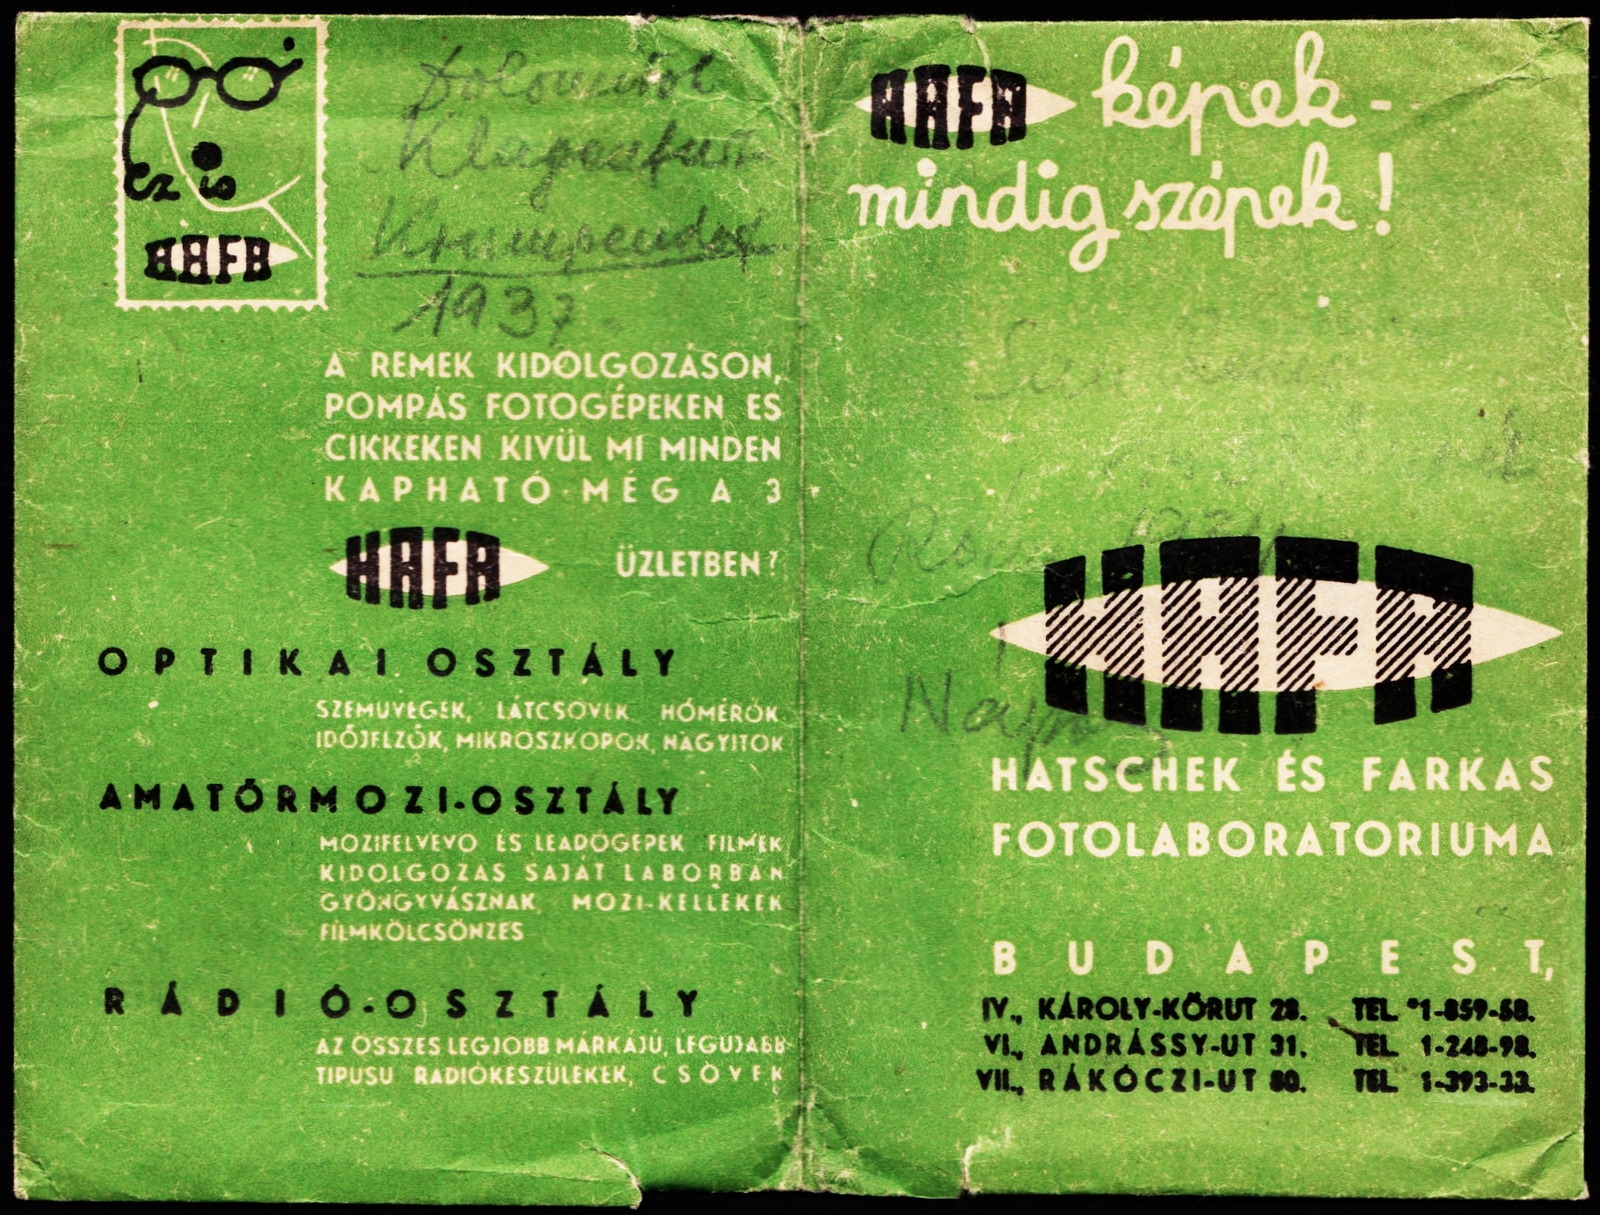 ez is
HAFA
Klagenfurt
Krumpendorf
1937.
A REMEK KIDOLGOZÁSON,
POMPÁS FOTOGÉPEKEN ÉS
CIKKEKEN KIVÜL MI MINDEN
KAPHATÓ MÉG A 3
HAFA ÜZLETBEN?
OPTIKAI OSZTÁLY
SZEMÜVEGEK, LÁTCSÖVEK HŐMÉRŐK
IDŐJELZŐK, MIKROSZKOPOK, NAGYITÓK
AMATŐRMOZI-OSZTÁLY
MOZIFELVEVŐ ÉS LEADÓGÉPEK FILMEK
KIDOLGOZÁS SAJÁT LABORBAN
GYÖNGYVÁSZNAK MOZI-KELLÉKEK
FILMKÖLCSÖNZÉS
RÁDIÓ-OSZTÁLY
AZ ÖSSZES LEGJOBB MÁRKÁJU, LEGUJABB
TIPUSU RÁDIÓKÉSZÜLÉKEK, CSÖVEK
HAFA képek-
mindig szépek!
HAFA
HATSCHEK ÉS FARKAS
FOTOLABORATORIUMA
BUDAPEST,
IV., KÁROLY-KÖRUT 28. TEL. *1-859-58.
VI., ANDRÁSSY-UT 31. TEL. 1-248-98.
VII., RÁKÓCZI-UT 80. TEL. 1-393-33.